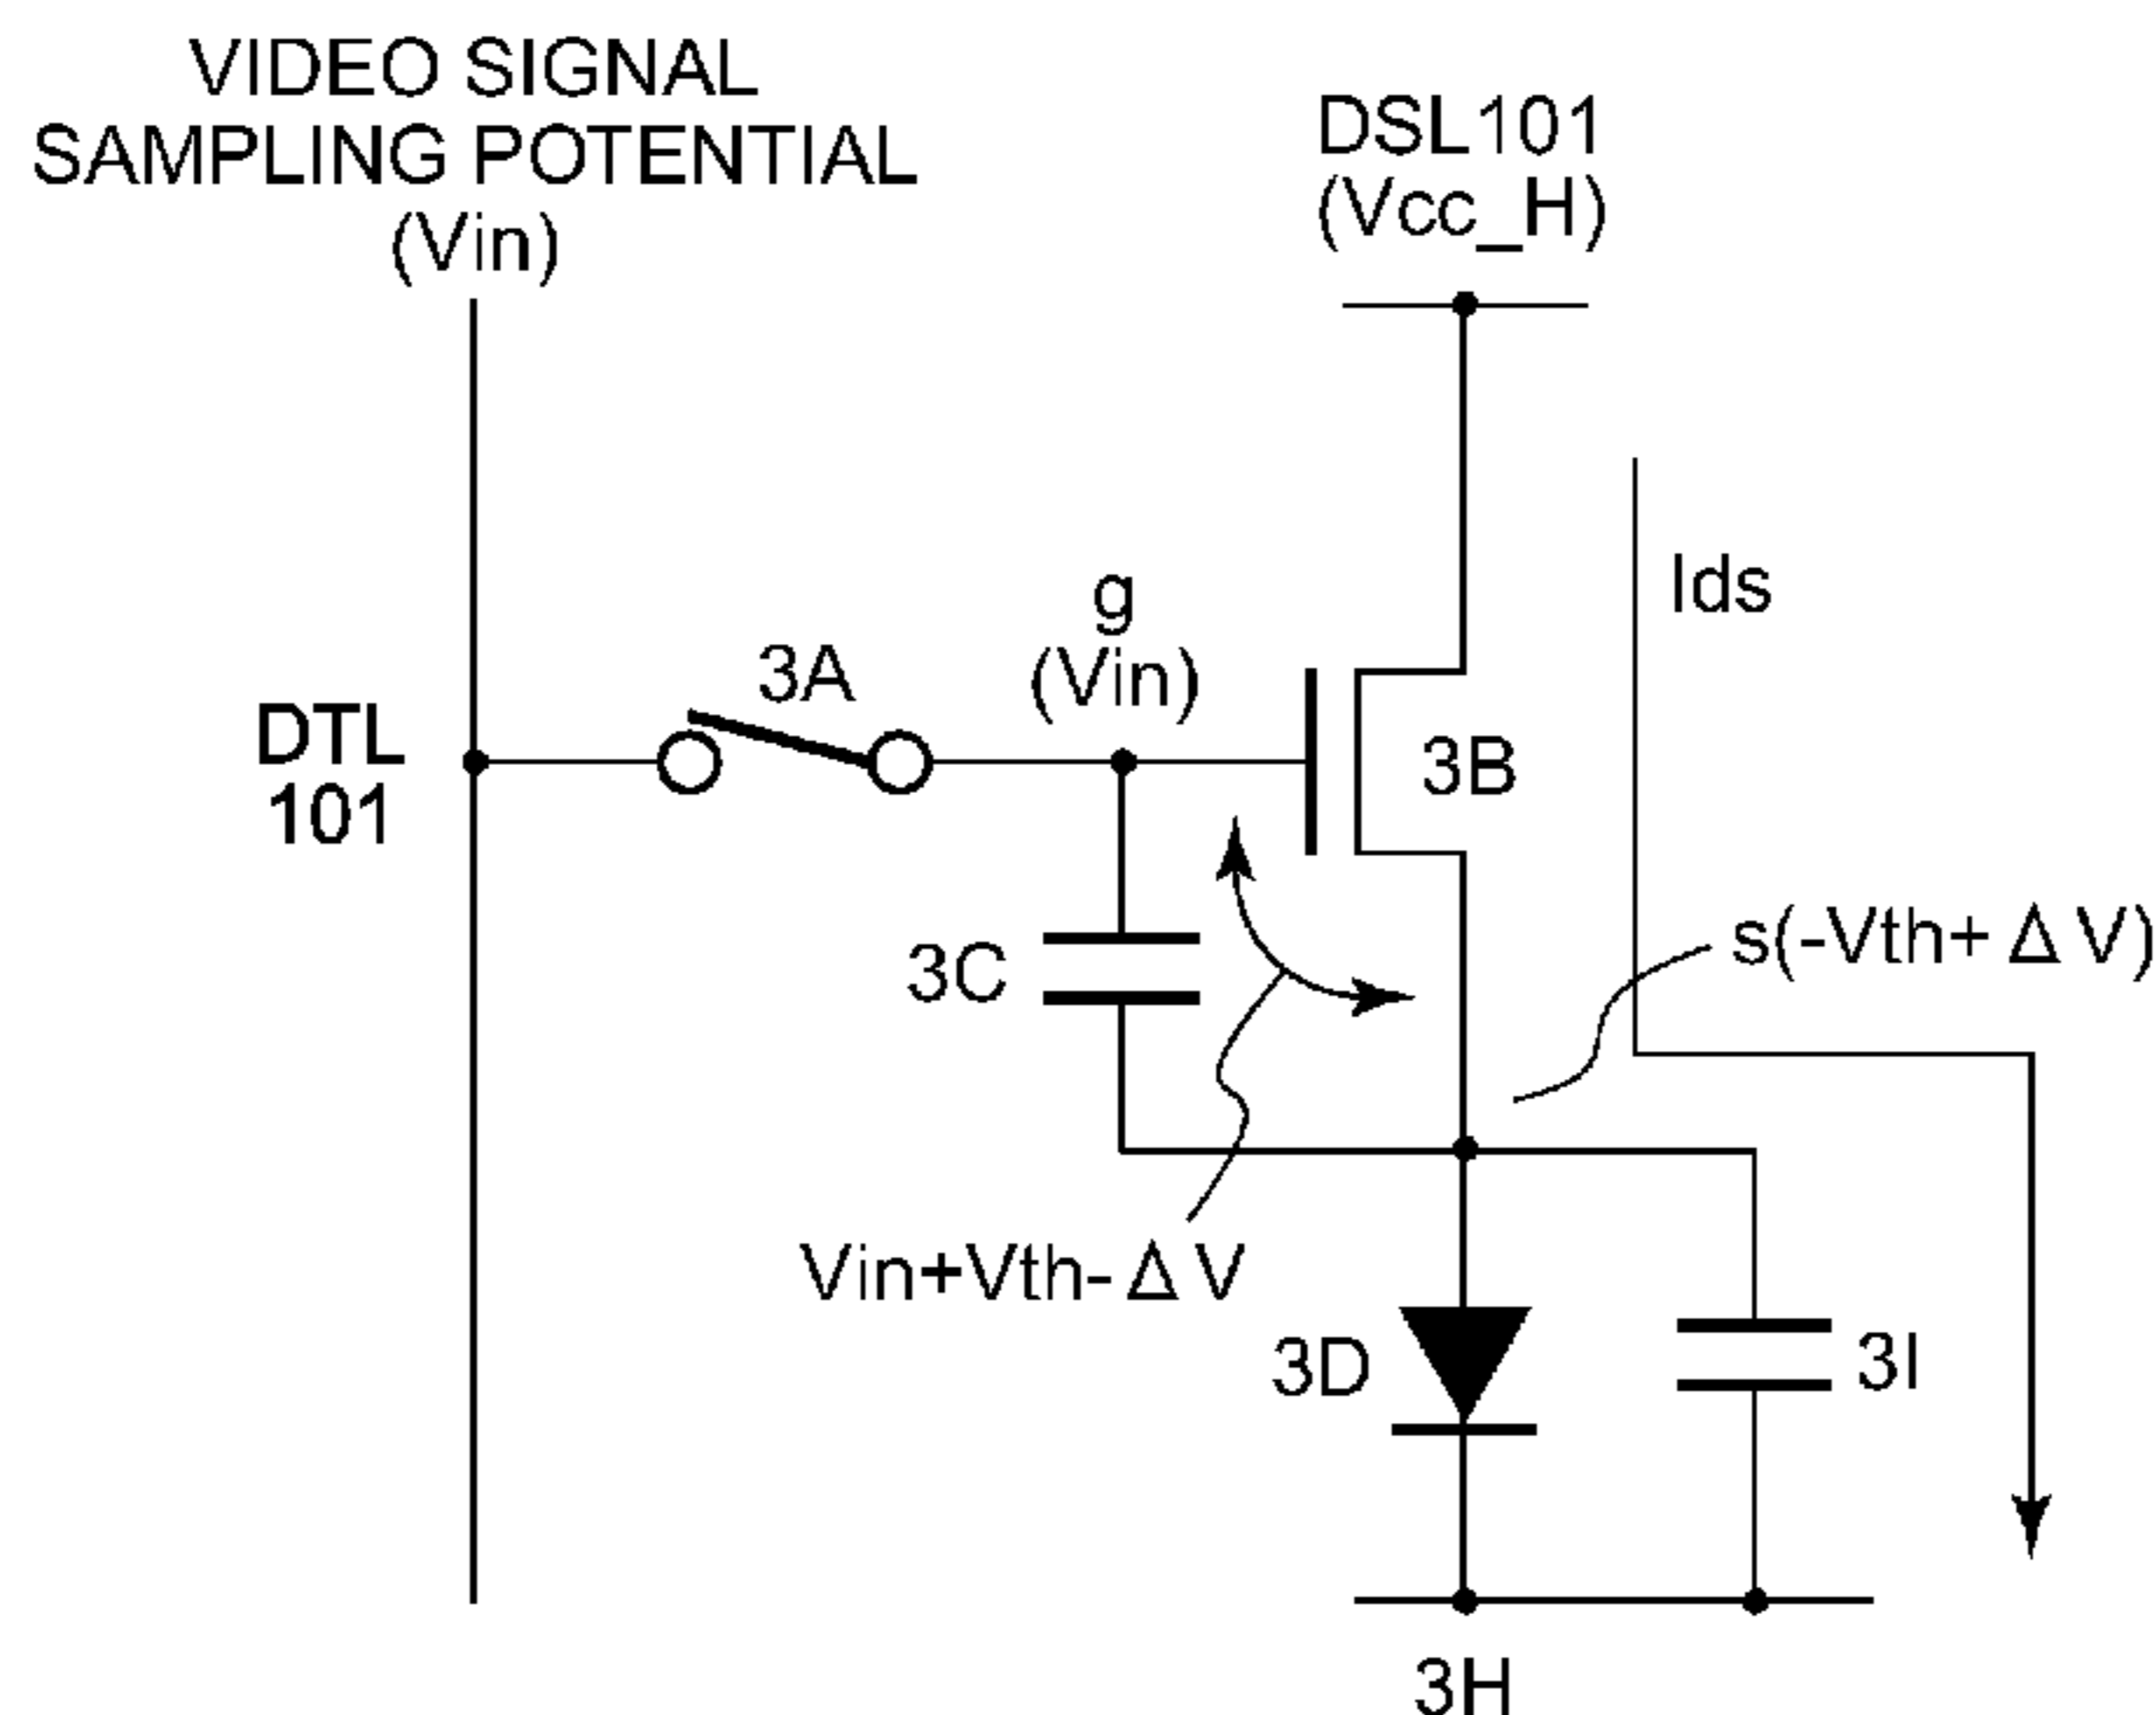 VIDEO SIGNAL
SAMPLING POTENTIAL
(Vin)
DSL101
(Vcc_H)
Ids
g
(Vin)
3A
DTL
101
3B
s(-Vth+ΔV)
3C
Vin+Vth-ΔV
3D
3I
3H